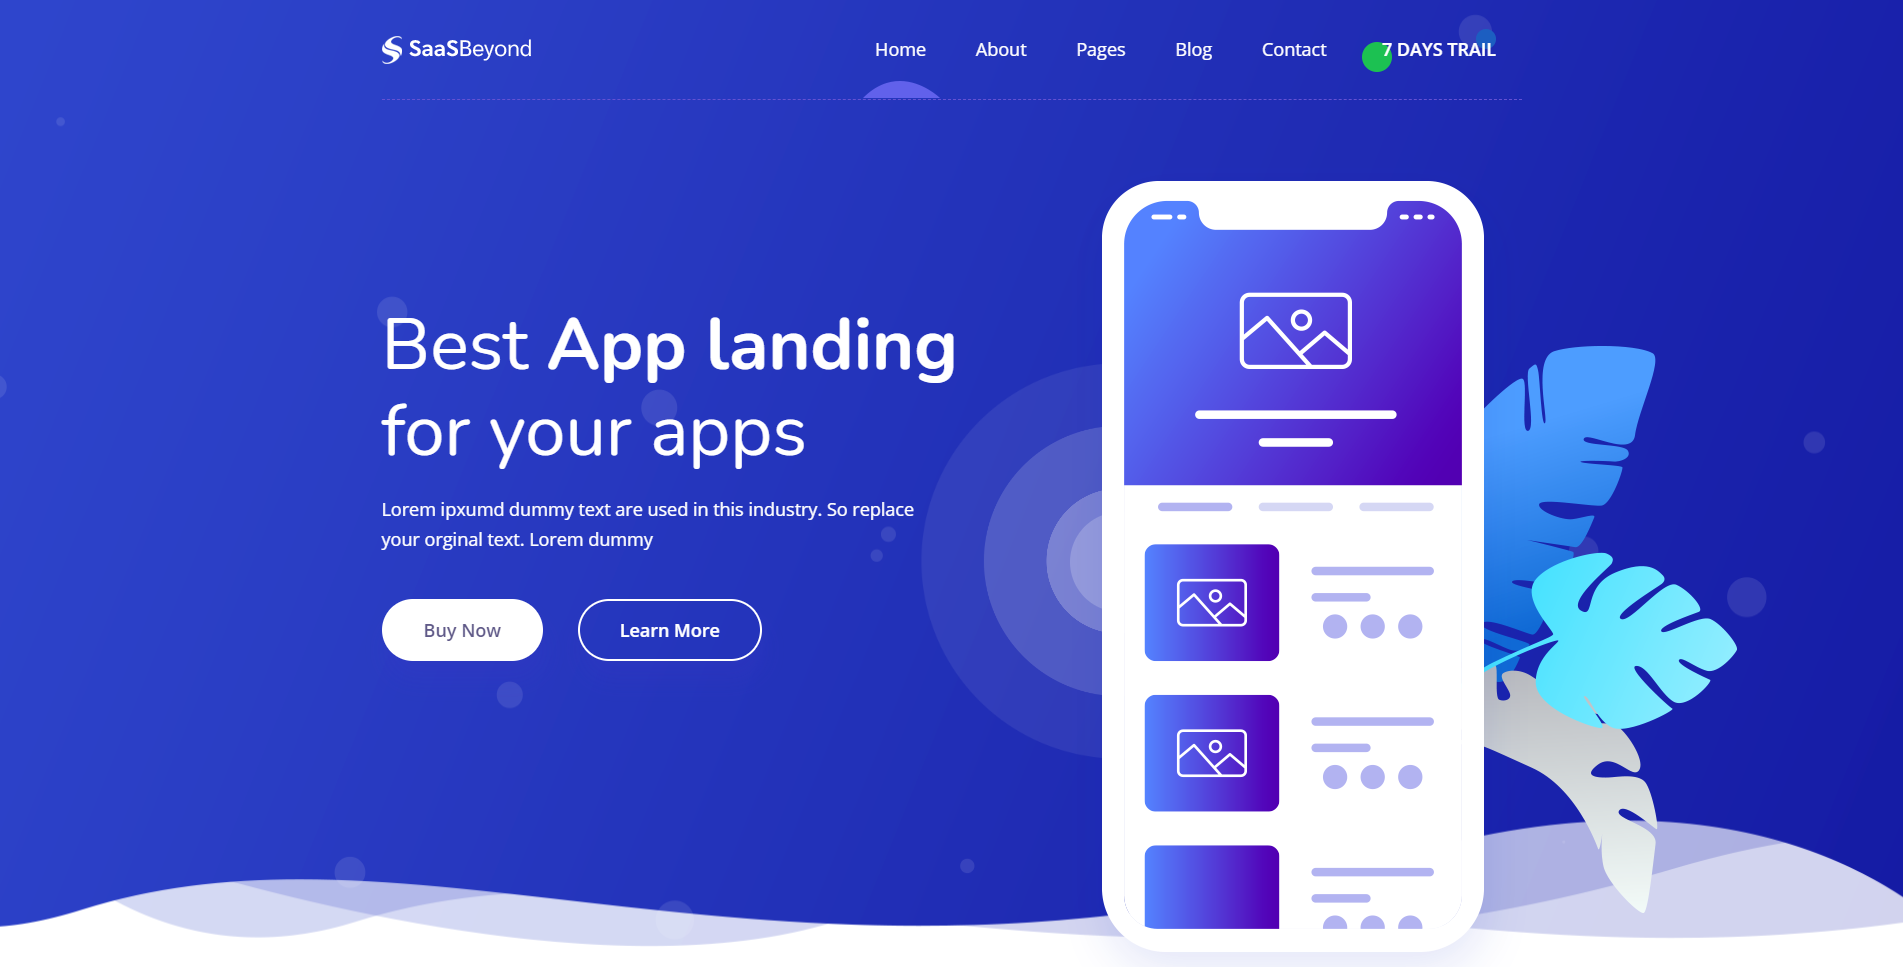 SaaSBeyond
Home About Pages Blog Contact 7 DAYS TRAIL
Best App landing
for your apps
Lorem ipxumd dummy text are used in this industry. So replace
your orginal text. Lorem dummy
Buy Now Learn More